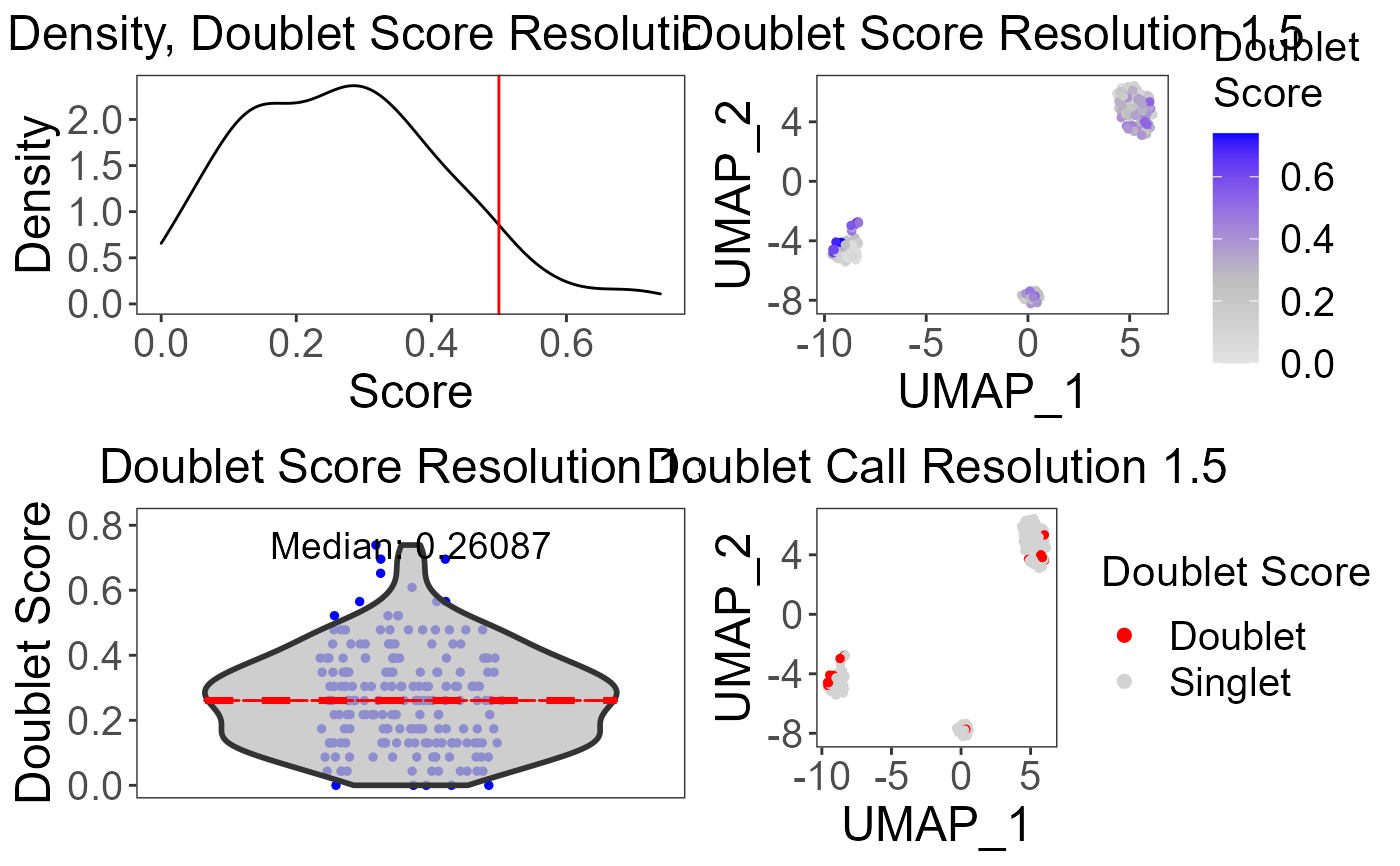 Density, Doublet Score Resolutio
Density
2.0
1.5
1.0
0.5
0.0
0.0 0.2 0.4 0.6
Score
Doublet Score Resolution 1.5
UMAP_2
4
0
-4
-8
-10 -5 0 5
UMAP_1
Doublet
Score
0.6
0.4
0.2
0.0
Doublet Score Resolution 1.
Doublet Score
0.8
0.6
0.4
0.2
0.0
Median: 0.26087
Doublet Call Resolution 1.5
UMAP_2
4
0
-4
-8
-10 -5 0 5
UMAP_1
Doublet Score
Doublet
Singlet